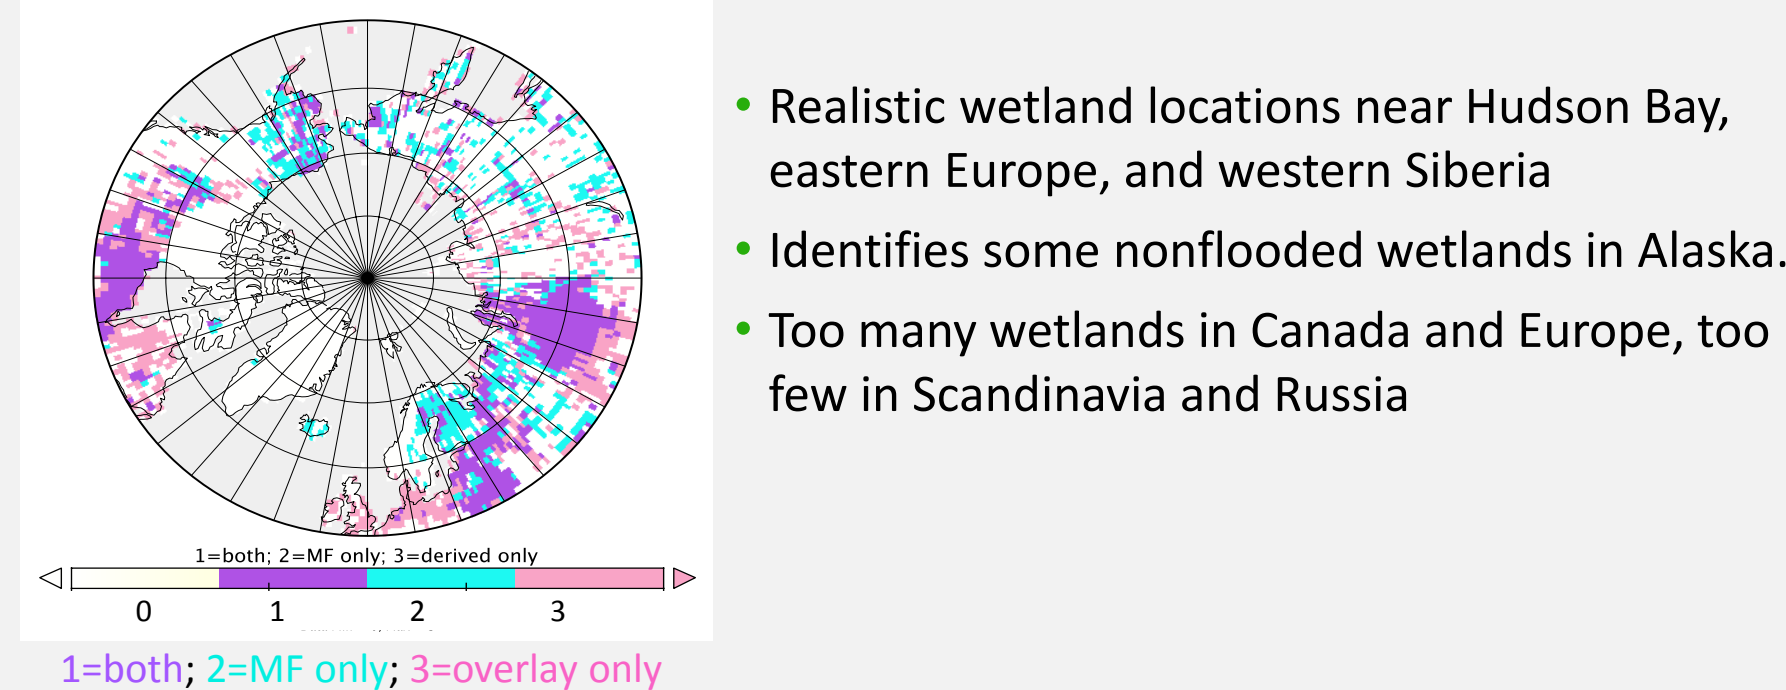 1=both; 2=MF only; 3=derived only
0 1 2 3
1=both; 2=MF only; 3=overlay only
• Realistic wetland locations near Hudson Bay,
eastern Europe, and western Siberia
• Identifies some nonflooded wetlands in Alaska.
• Too many wetlands in Canada and Europe, too
few in Scandinavia and Russia